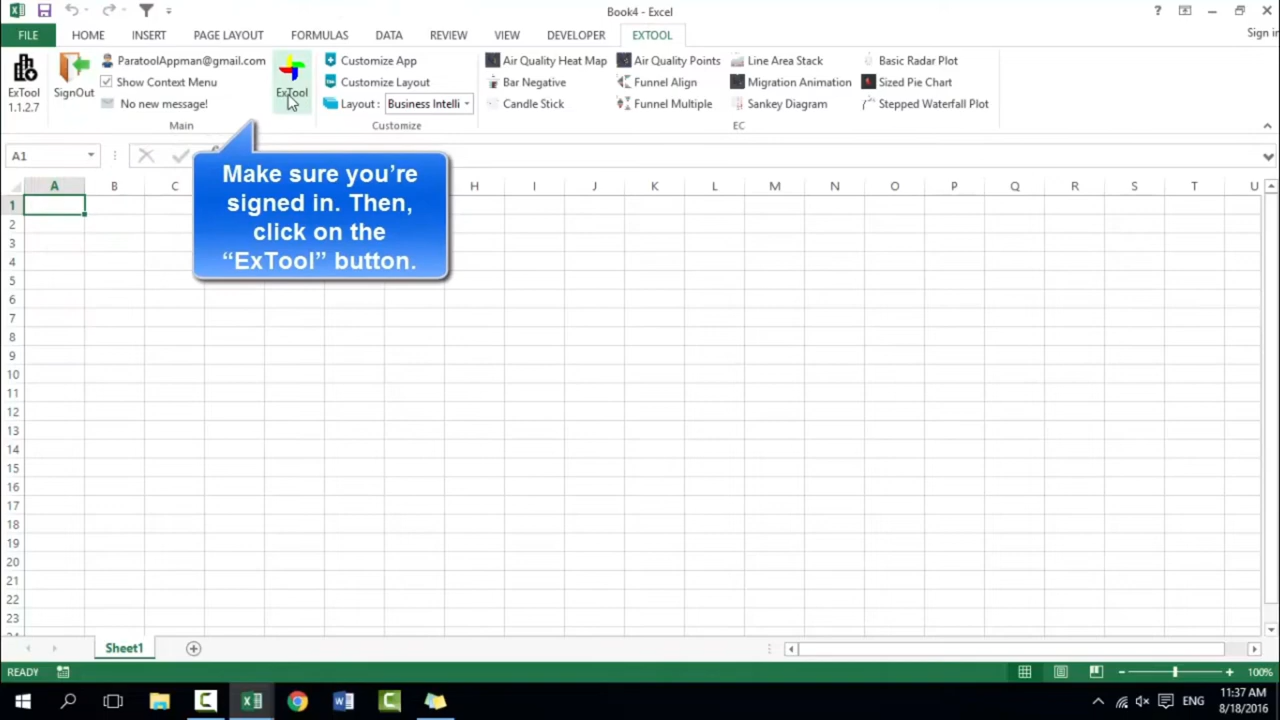 Book4 - Excel
?
FILE HOME INSERT PAGE LAYOUT FORMULAS DATA REVIEW VIEW DEVELOPER EXTOOL
Sign in
ExTool
1.1.2.7
SignOut
ParatoolAppman@gmail.com
Show Context Menu
No new message!
ExTool
Main
Customize App
Customize Layout
Layout : Business Intelli
Customize
Air Quality Heat Map Air Quality Points Line Area Stack Basic Radar Plot
Bar Negative Funnel Align Migration Animation Sized Pie Chart
Candle Stick Funnel Multiple Sankey Diagram Stepped Waterfall Plot
EC
A1
Make sure you’re
signed in. Then,
click on the
“ExTool” button.
A B C H I J K L M N O P Q R S T U
1
2
3
4
5
6
7
8
9
10
11
12
13
14
15
16
17
18
19
20
21
22
23
Sheet1
READY
100%
ENG
11:37 AM
8/18/2016